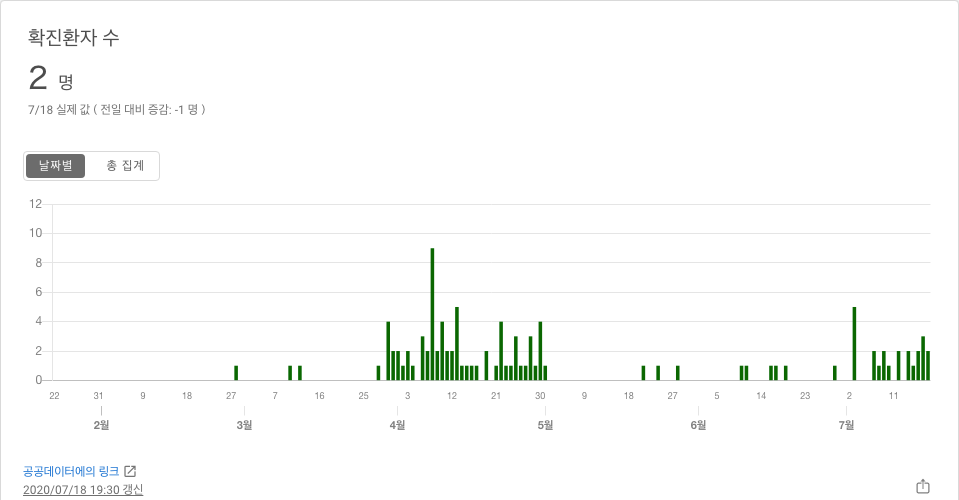 확진환자 수
2 명
7/18 실제 값 ( 전일 대비 증감: -1 명 )
날짜별 총 집계
12
10
8
6
4
2
0
22 31 9 18 27 7 16 25 3 12 21 30 9 18 27 5 14 23 2 11
2월 3월 4월 5월 6월 7월
공공데이터에의 링크
2020/07/18 19:30 갱신